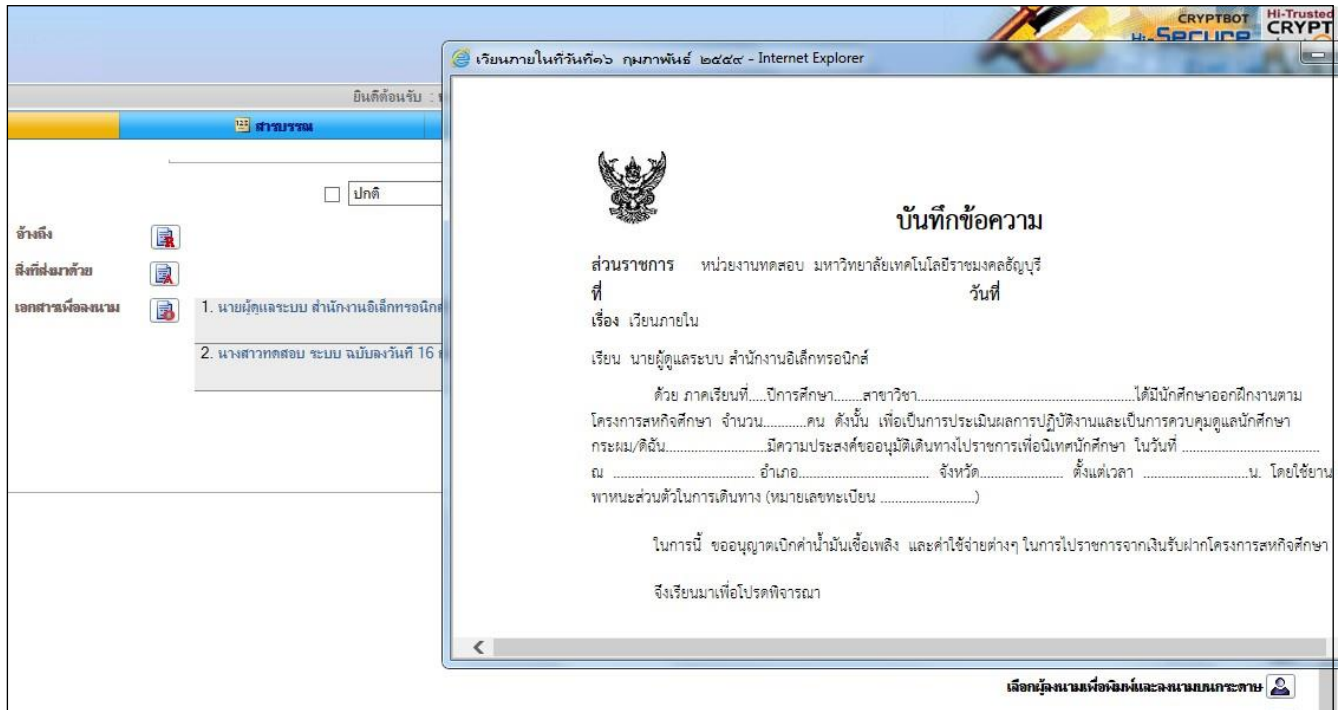 CRYPTBOT
Hi-Secure
Hi-Trusted
CRYPT
เวียนภายในที่วันที่๑๖ กุมภาพันธ์ ๒๕๕๙ - Internet Explorer
ยินดีต้อนรับ :
สารบรรณ
ปกติ
อ้างถึง
สิ่งที่ส่งมาด้วย
เอกสารเพื่อลงนาม
1. นายผู้ดูแลระบบ สำนักงานอิเล็กทรอนิกส์
2. นางสาวทดสอบ ระบบ ฉบับลงวันที่ 16
บันทึกข้อความ
ส่วนราชการ หน่วยงานทดสอบ มหาวิทยาลัยเทคโนโลยีราชมงคลธัญบุรี
ที่ วันที่
เรื่อง เวียนภายใน
เรียน นายผู้ดูแลระบบ สำนักงานอิเล็กทรอนิกส์
ด้วย ภาคเรียนที่.....ปีการศึกษา........สาขาวิชา..........................................................ได้มีนักศึกษาออกฝึกงานตาม
โครงการสหกิจศึกษา จำนวน............คน ดังนั้น เพื่อเป็นการประเมินผลการปฏิบัติงานและเป็นการควบคุมดูแลนักศึกษา
กระผม/ดิฉัน...........................มีความประสงค์ขออนุมัติเดินทางไปราชการเพื่อนิเทศนักศึกษา ในวันที่ .....................................
ณ ...................................... อำเภอ................................... จังหวัด...................... ตั้งแต่เวลา ............................น. โดยใช้ยาน
พาหนะส่วนตัวในการเดินทาง (หมายเลขทะเบียน .........................)
ในการนี้ ขออนุญาตเบิกค่าน้ำมันเชื้อเพลิง และค่าใช้จ่ายต่างๆ ในการไปราชการจากเงินรับฝากโครงการสหกิจศึกษา
จึงเรียนมาเพื่อโปรดพิจารณา
เลือกผู้ลงนามเพื่อพิมพ์และลงนามบนกระดาษ